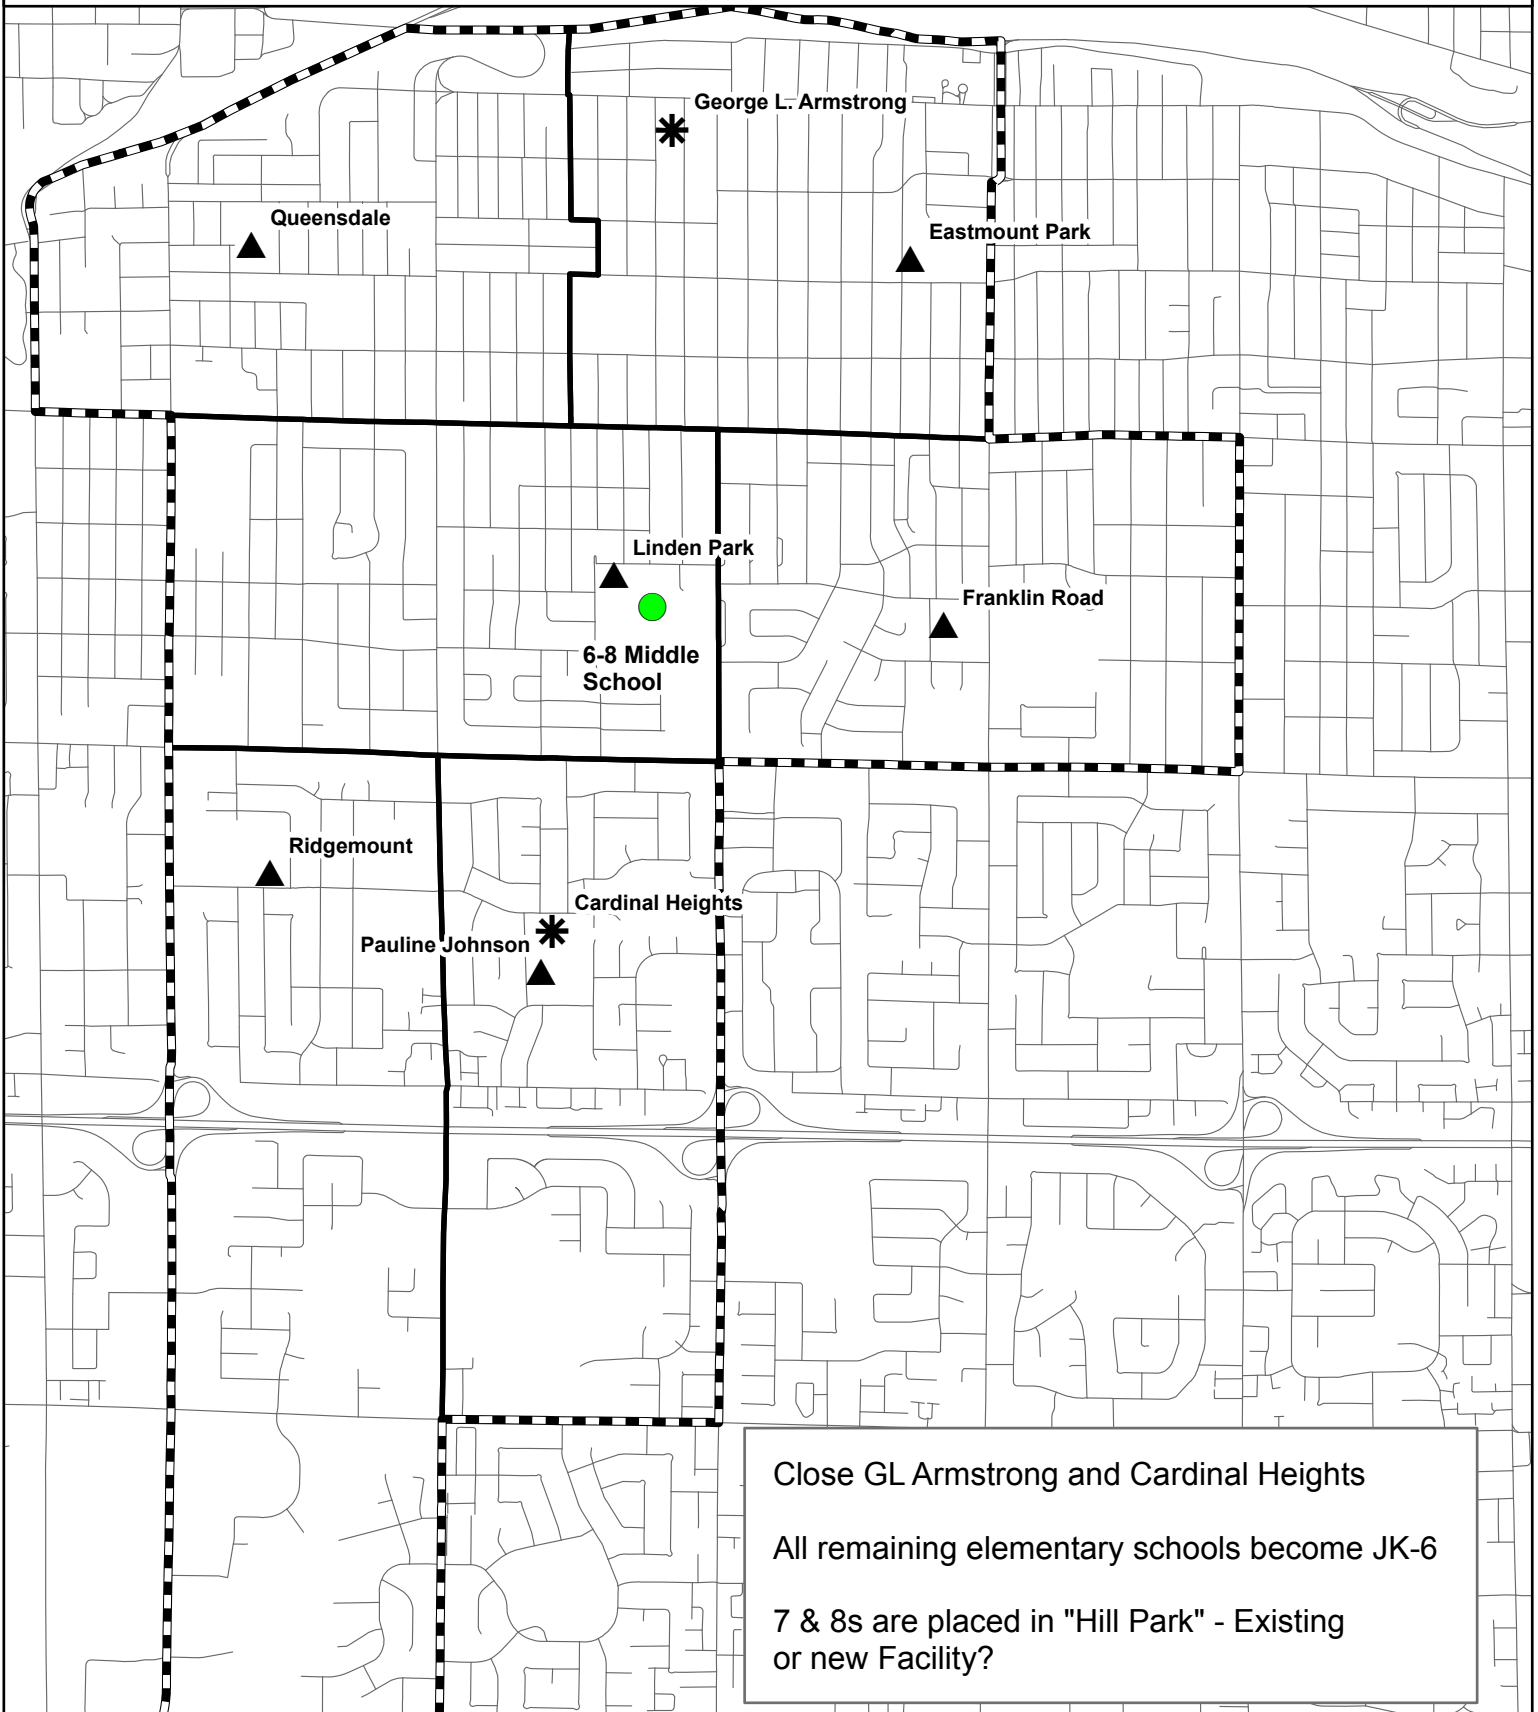 George L. Armstrong
Queensdale
Eastmount Park
Linden Park
Franklin Road
6-8 Middle
School
Ridgemount
Cardinal Heights
Pauline Johnson
Close GL Armstrong and Cardinal Heights
All remaining elementary schools become JK-6
7 & 8s are placed in "Hill Park" - Existing
or new Facility?